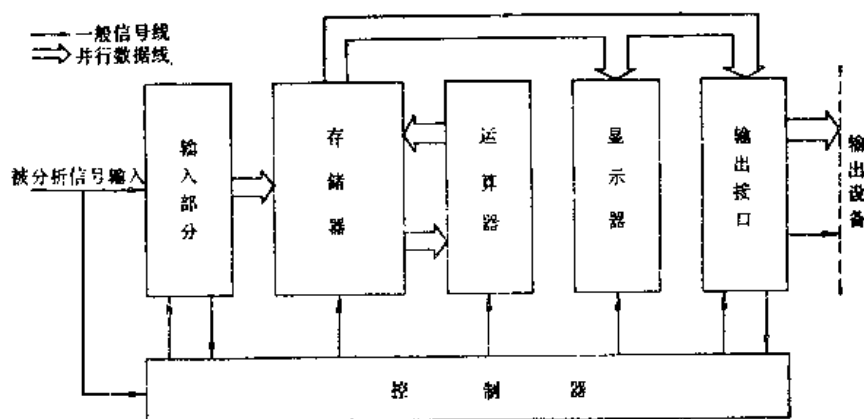 一般信号线
并行数据线
被分析信号输入
输入部分
存储器
运算器
显示器
输出接口
输出设备
控制器